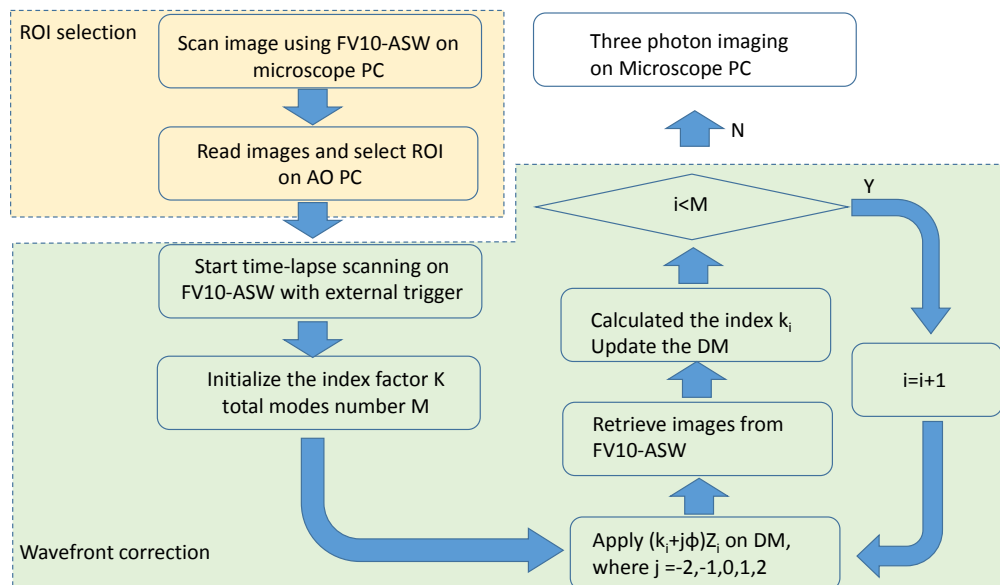 ROI selection
Scan image using FV10-ASW on
microscope PC
Read images and select ROI
on AO PC
Start time-lapse scanning on
FV10-ASW with external trigger
Initialize the index factor K
total modes number M
Wavefront correction
Apply (kᵢ+jϕ)Zᵢ on DM,
where j =-2,-1,0,1,2
Retrieve images from
FV10-ASW
Calculated the index kᵢ
Update the DM
i<M
Y
i=i+1
N
Three photon imaging
on Microscope PC